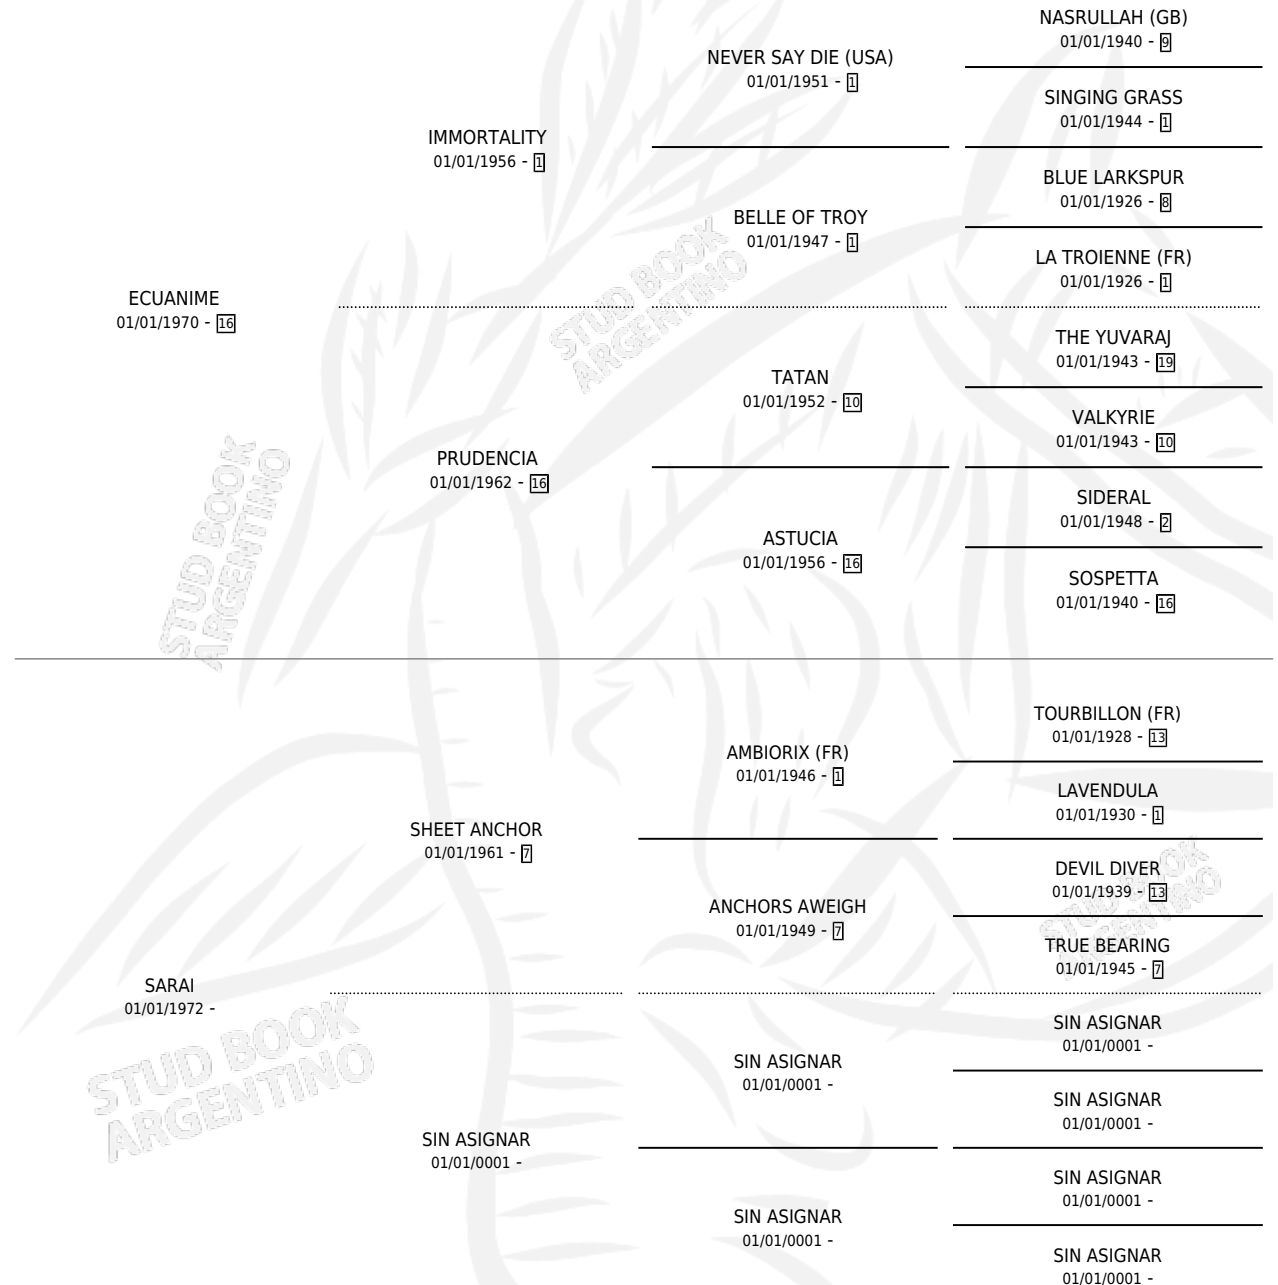 NASRULLAH (GB)
01/01/1940 - 9
NEVER SAY DIE (USA)
01/01/1951 - 1
SINGING GRASS
01/01/1944 - 1
IMMORTALITY
01/01/1956 - 1
BLUE LARKSPUR
01/01/1926 - 8
BELLE OF TROY
01/01/1947 - 1
LA TROIENNE (FR)
01/01/1926 - 1
ECUANIME
01/01/1970 - 16
THE YUVARAJ
01/01/1943 - 19
TATAN
01/01/1952 - 10
VALKYRIE
01/01/1943 - 10
PRUDENCIA
01/01/1962 - 16
SIDERAL
01/01/1948 - 2
ASTUCIA
01/01/1956 - 16
SOSPETTA
01/01/1940 - 16
STUD BOOK
ARGENTINO
STUD BOOK
ARGENTINO
TOURBILLON (FR)
01/01/1928 - 13
AMBIORIX (FR)
01/01/1946 - 1
LAVENDULA
01/01/1930 - 1
SHEET ANCHOR
01/01/1961 - 7
DEVIL DIVER
01/01/1939 - 13
ANCHORS AWEIGH
01/01/1949 - 7
TRUE BEARING
01/01/1945 - 7
STUD BOOK
ARGENTINO
SARAI
01/01/1972 -
SIN ASIGNAR
01/01/0001 -
SIN ASIGNAR
01/01/0001 -
SIN ASIGNAR
01/01/0001 -
SIN ASIGNAR
01/01/0001 -
SIN ASIGNAR
01/01/0001 -
SIN ASIGNAR
01/01/0001 -
SIN ASIGNAR
01/01/0001 -
STUD BOOK
ARGENTINO